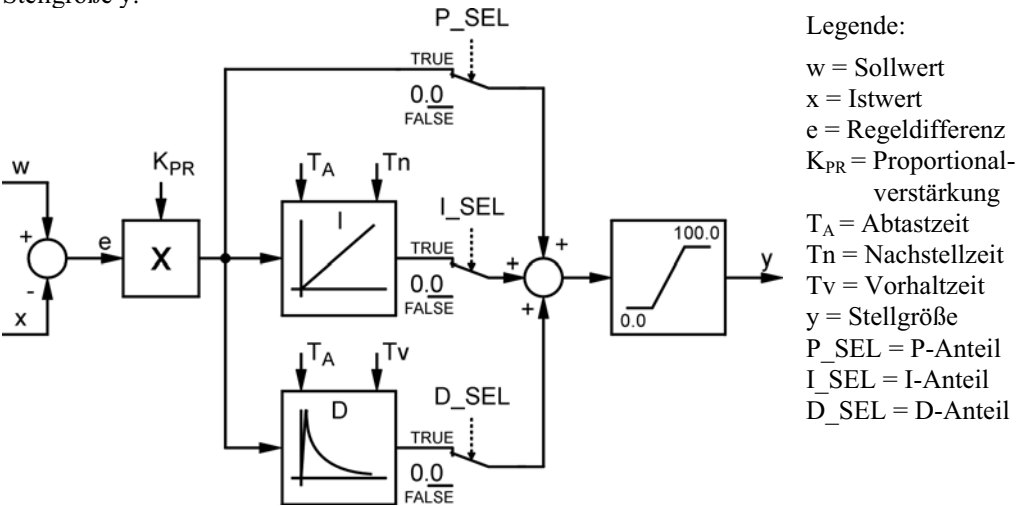 Stellgröße y.
P_SEL
TRUE
0.0
FALSE
w
+
e
-
x
K_PR
X
T_A
Tn
I
I_SEL
TRUE
0.0
FALSE
T_A
Tv
D
D_SEL
TRUE
0.0
FALSE
+
+
+
100.0
0.0
y
Legende:
w = Sollwert
x = Istwert
e = Regeldifferenz
K_PR = Proportional-
verstärkung
T_A = Abtastzeit
Tn = Nachstellzeit
Tv = Vorhaltzeit
y = Stellgröße
P_SEL = P-Anteil
I_SEL = I-Anteil
D_SEL = D-Anteil